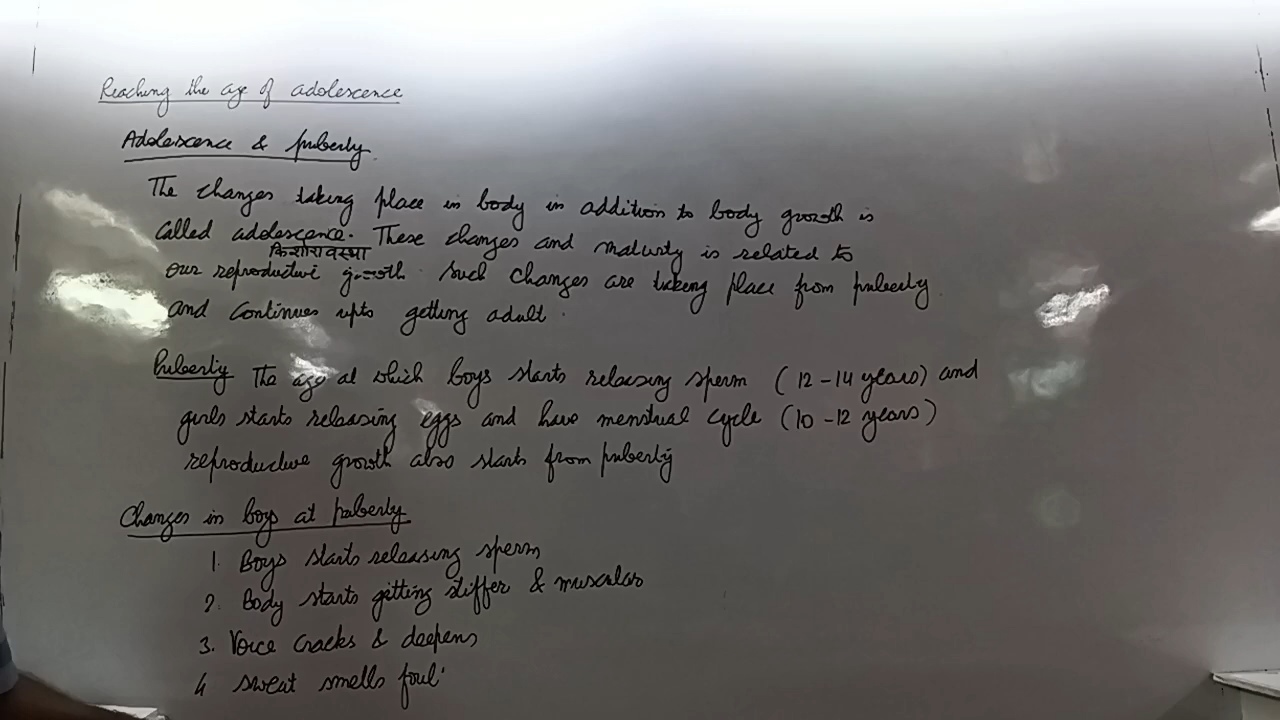 Reaching the age of adolescence
Adolescence & puberty.
The changes taking place in body in addition to body growth is
called adolescence. These changes and maturity is related to
किशोरावस्था
our reproductive growth. Such changes are taking place from puberty
and continues upto getting adult.
Puberty The age at which boys starts releasing sperm (12-14 years) and
girls starts releasing eggs and have menstrual cycle (10-12 years)
reproductive growth also starts from puberty
Changes in boys at puberty
1. Boys starts releasing sperm
2. Body starts getting stiffer & muscular
3. Voice cracks & deepens
4 sweat smells foul